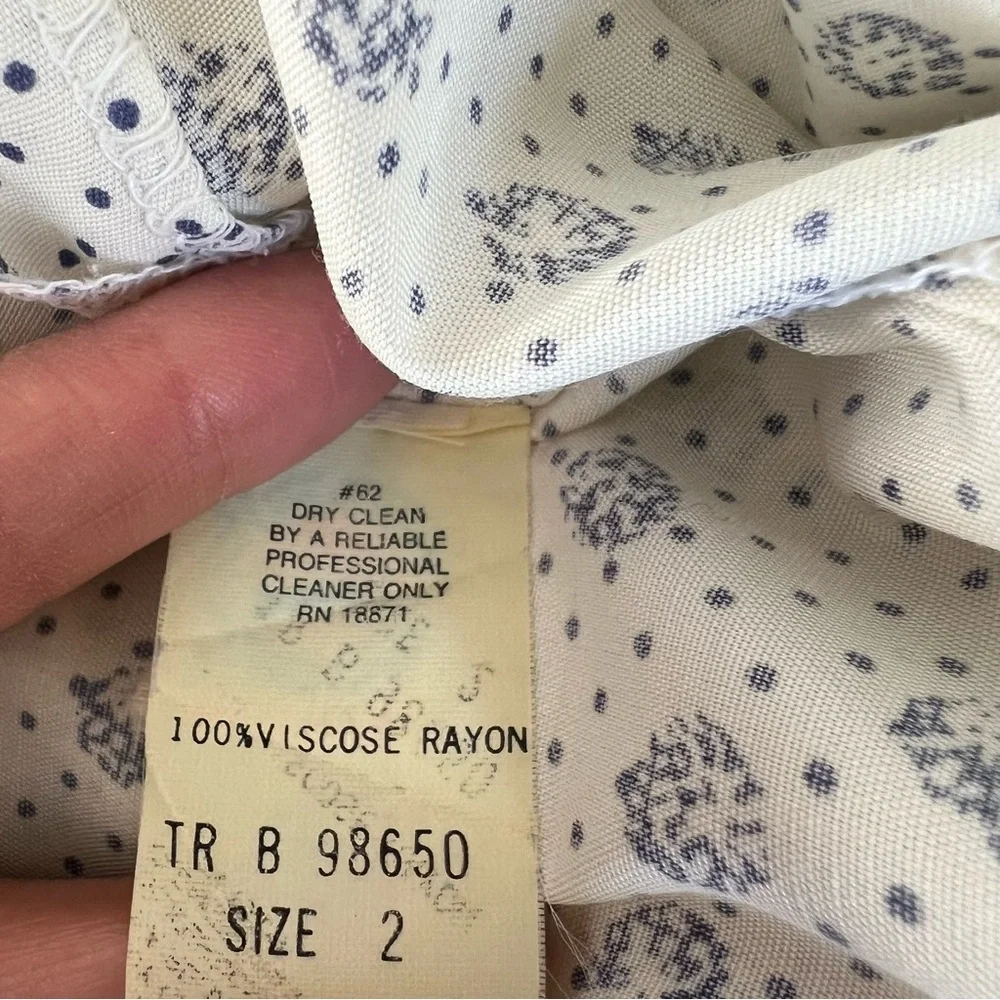 #62
DRY CLEAN
BY A RELIABLE
PROFESSIONAL
CLEANER ONLY
RN 18671
100%VISCOSE RAYON
TR B 98650
SIZE 2